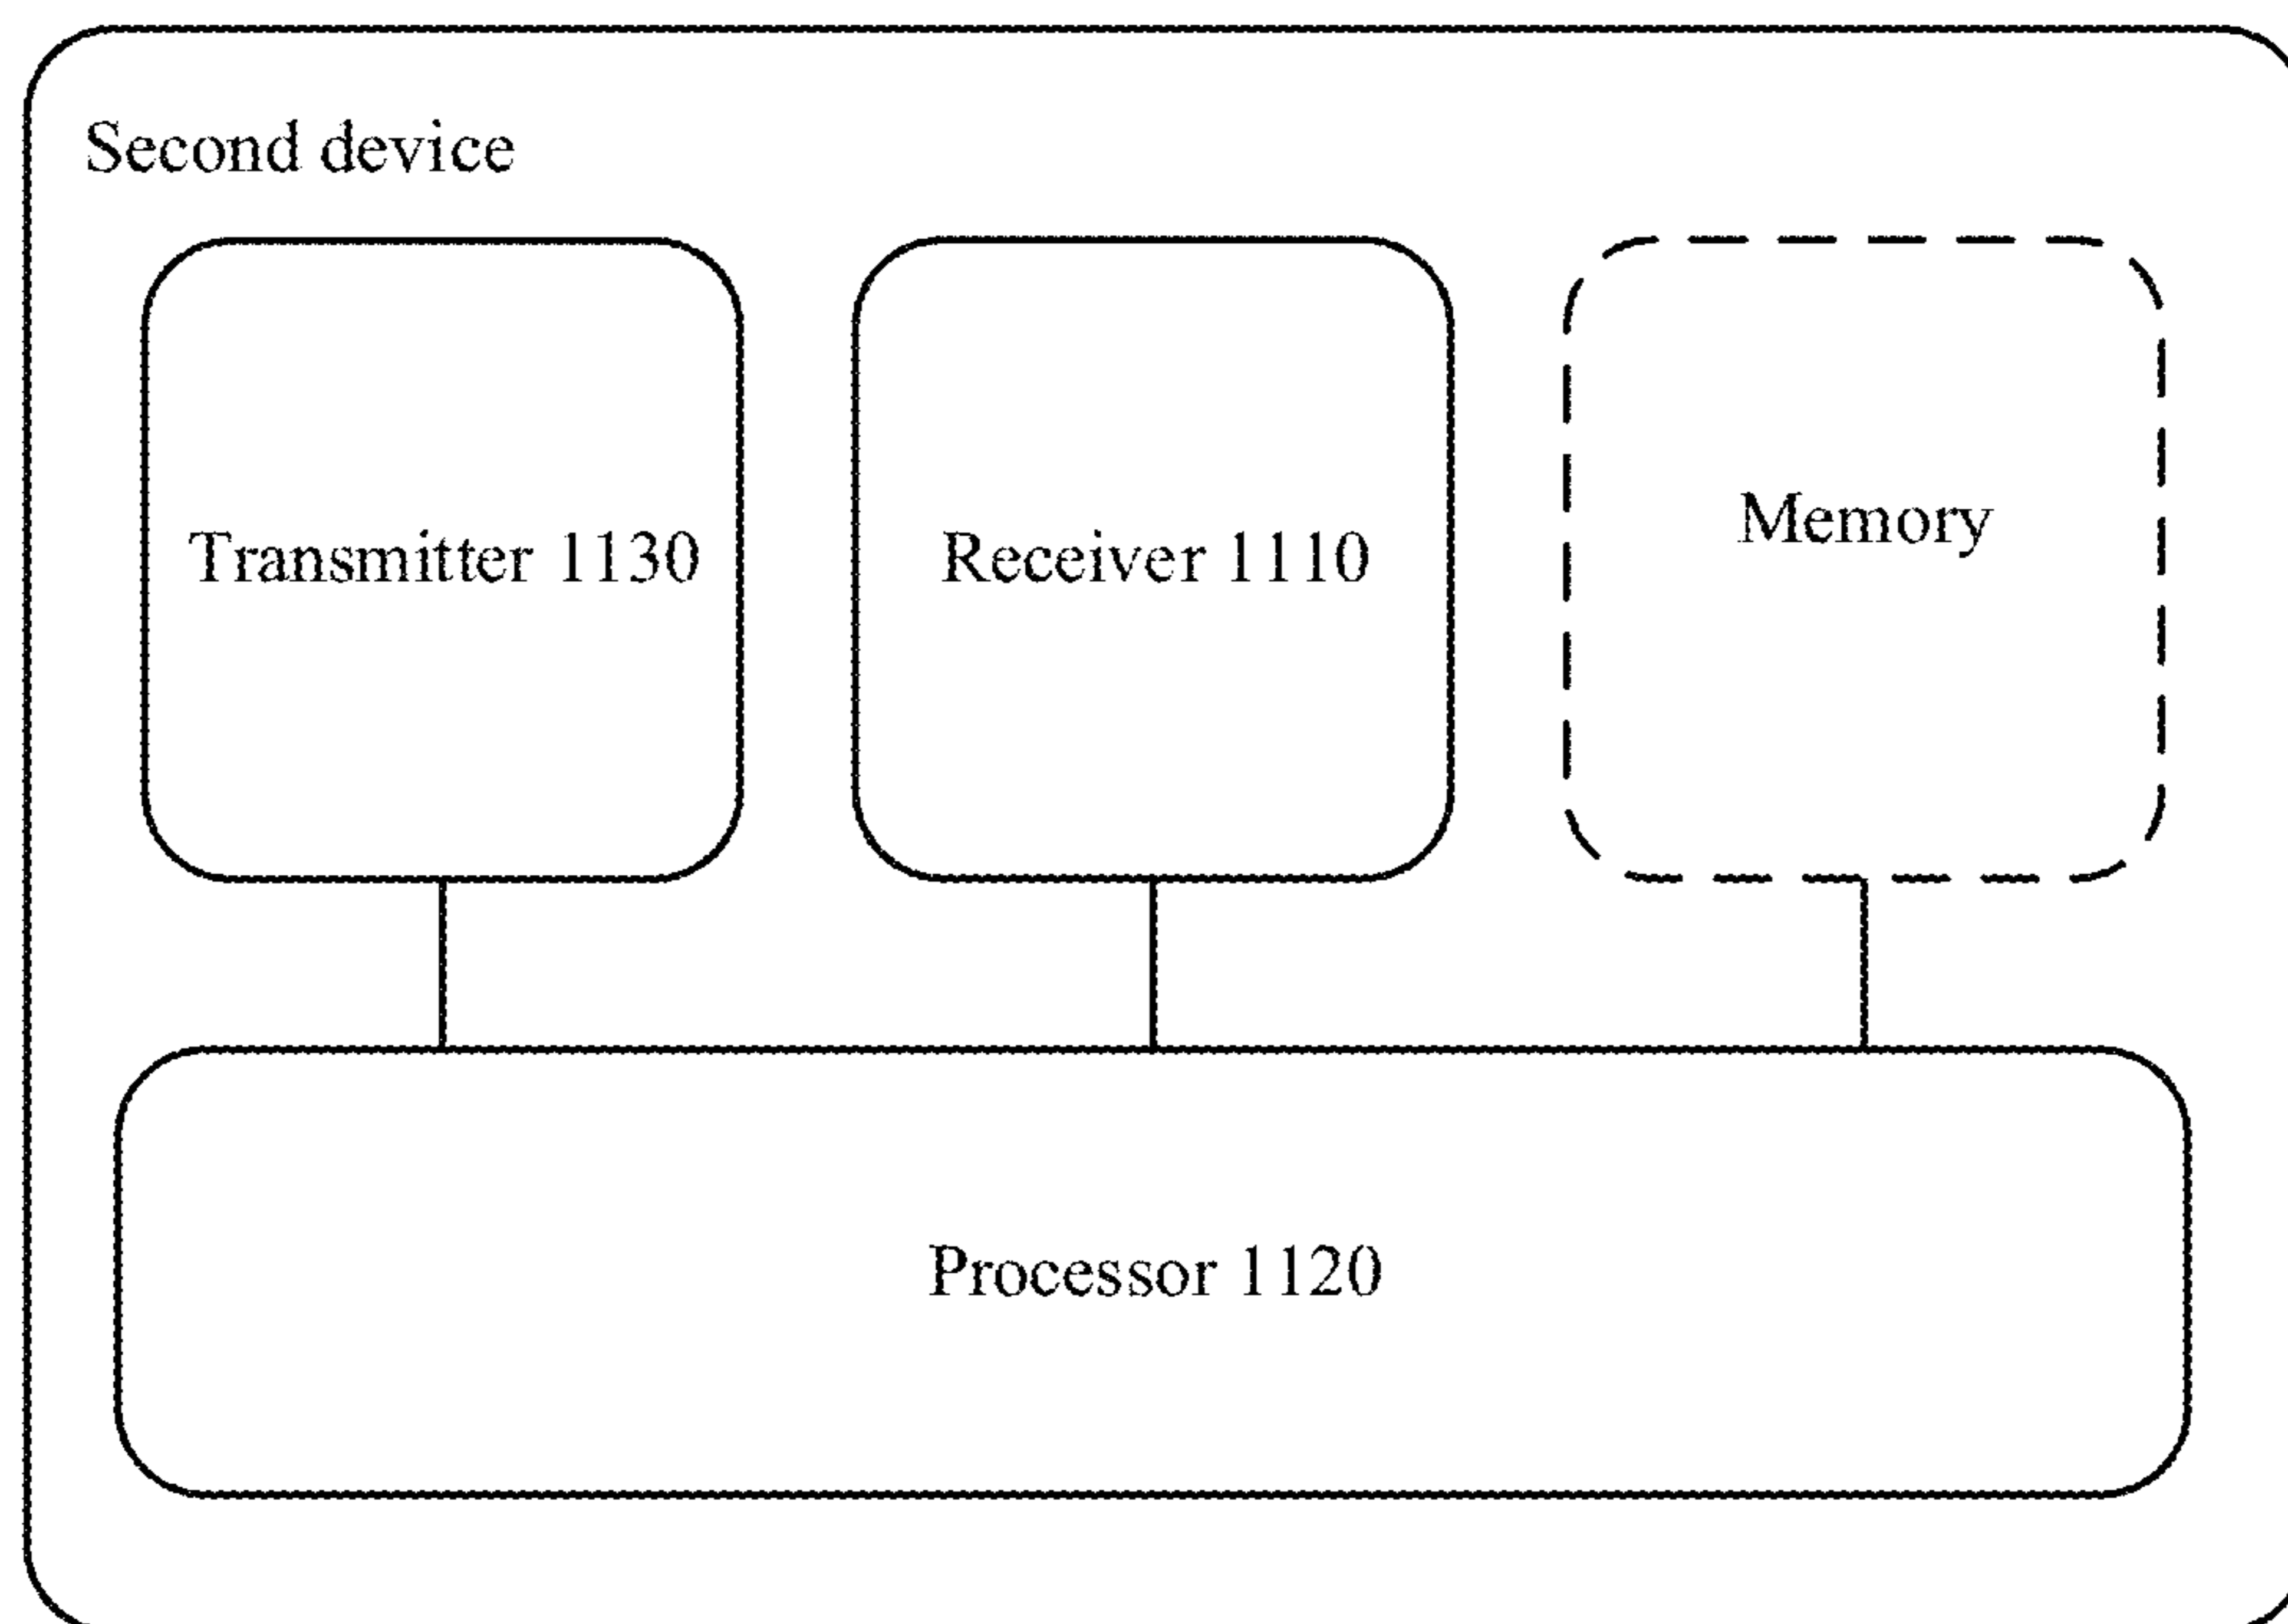 Second device
Transmitter 1130
Receiver 1110
Memory
Processor 1120